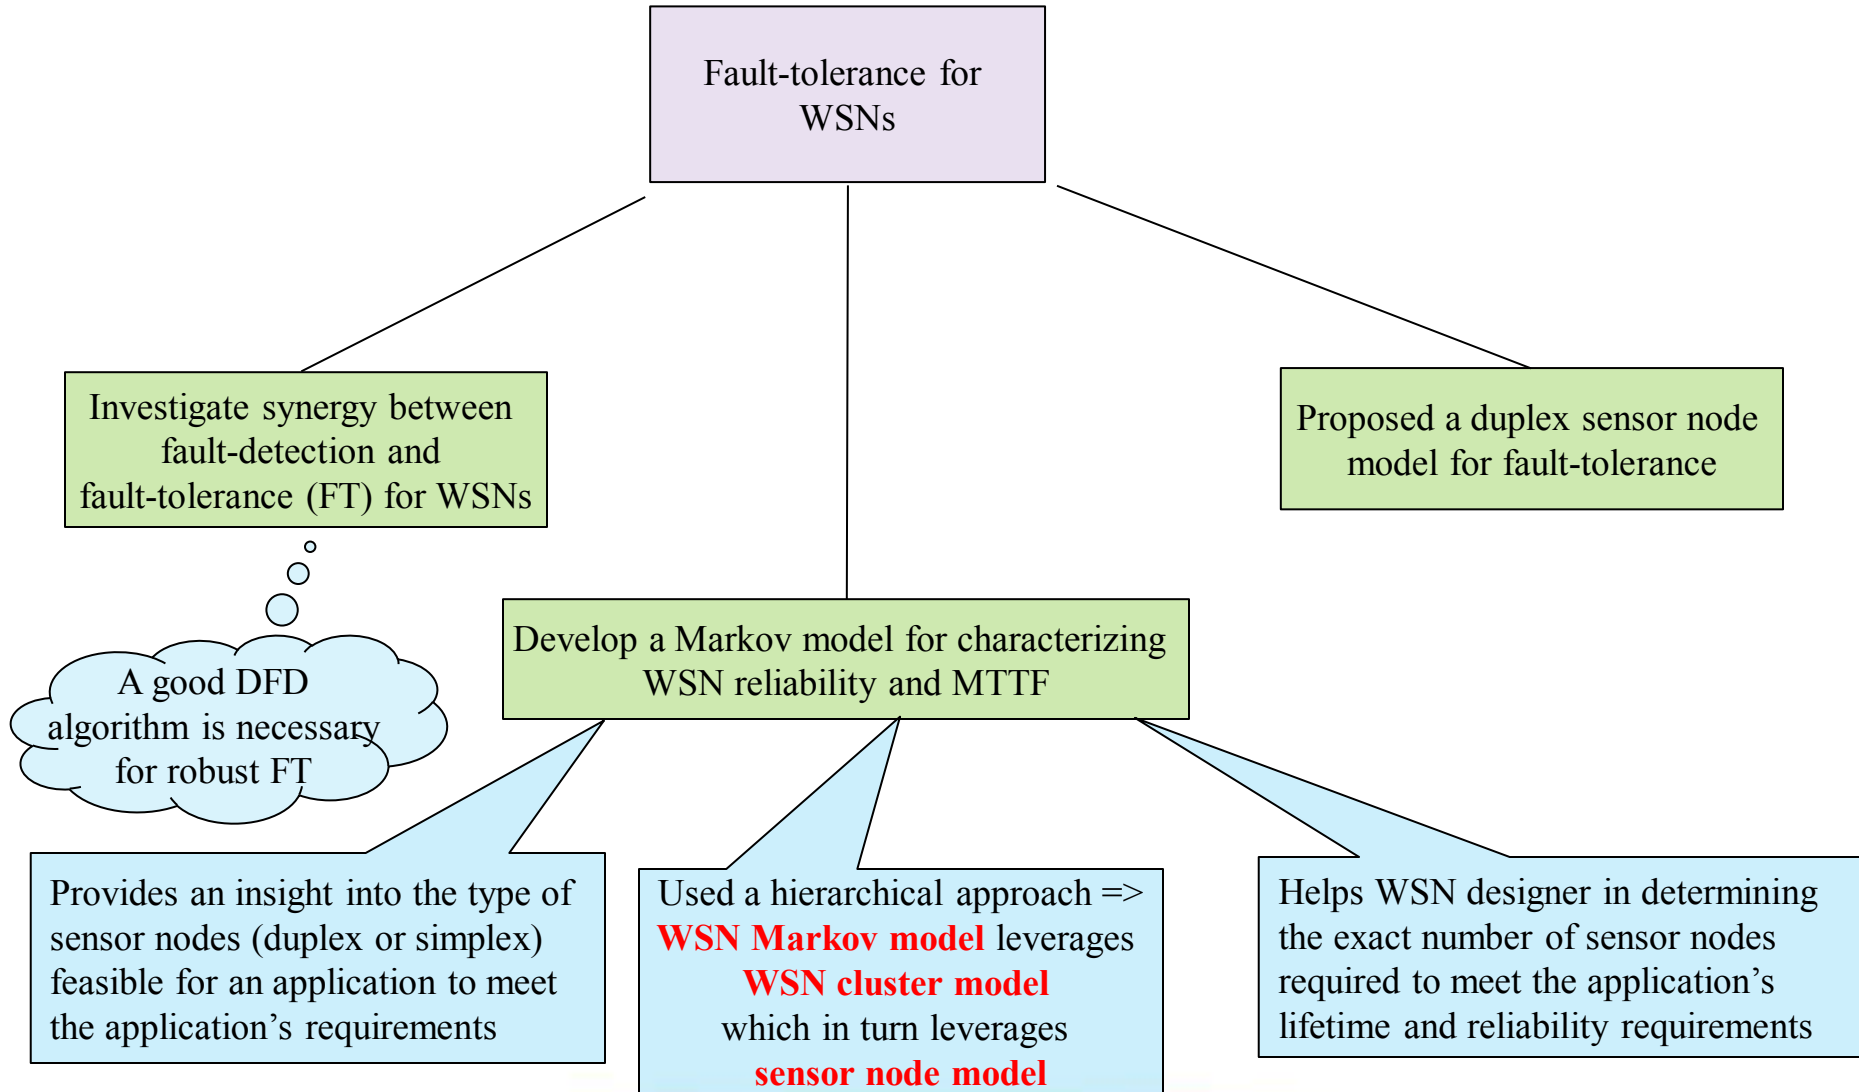 Fault-tolerance for
WSNs
Investigate synergy between
fault-detection and
fault-tolerance (FT) for WSNs
Proposed a duplex sensor node
model for fault-tolerance
A good DFD
algorithm is necessary
for robust FT
Develop a Markov model for characterizing
WSN reliability and MTTF
Provides an insight into the type of
sensor nodes (duplex or simplex)
feasible for an application to meet
the application’s requirements
Used a hierarchical approach =>
WSN Markov model leverages
WSN cluster model
which in turn leverages
sensor node model
Helps WSN designer in determining
the exact number of sensor nodes
required to meet the application’s
lifetime and reliability requirements